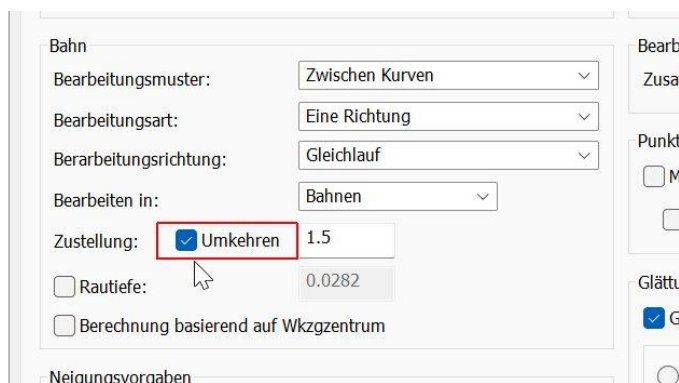 Bahn
Bearb
Bearbeitungsmuster: Zwischen Kurven
Zusa
Bearbeitungsart: Eine Richtung
Punkt
Berarbeitungsrichtung: Gleichlauf
M
Bearbeiten in: Bahnen
Zustellung: Umkehren 1.5
Rautiefe: 0.0282
Glättu
Berechnung basierend auf Wkzgzentrum
G
Neigungsvorgaben